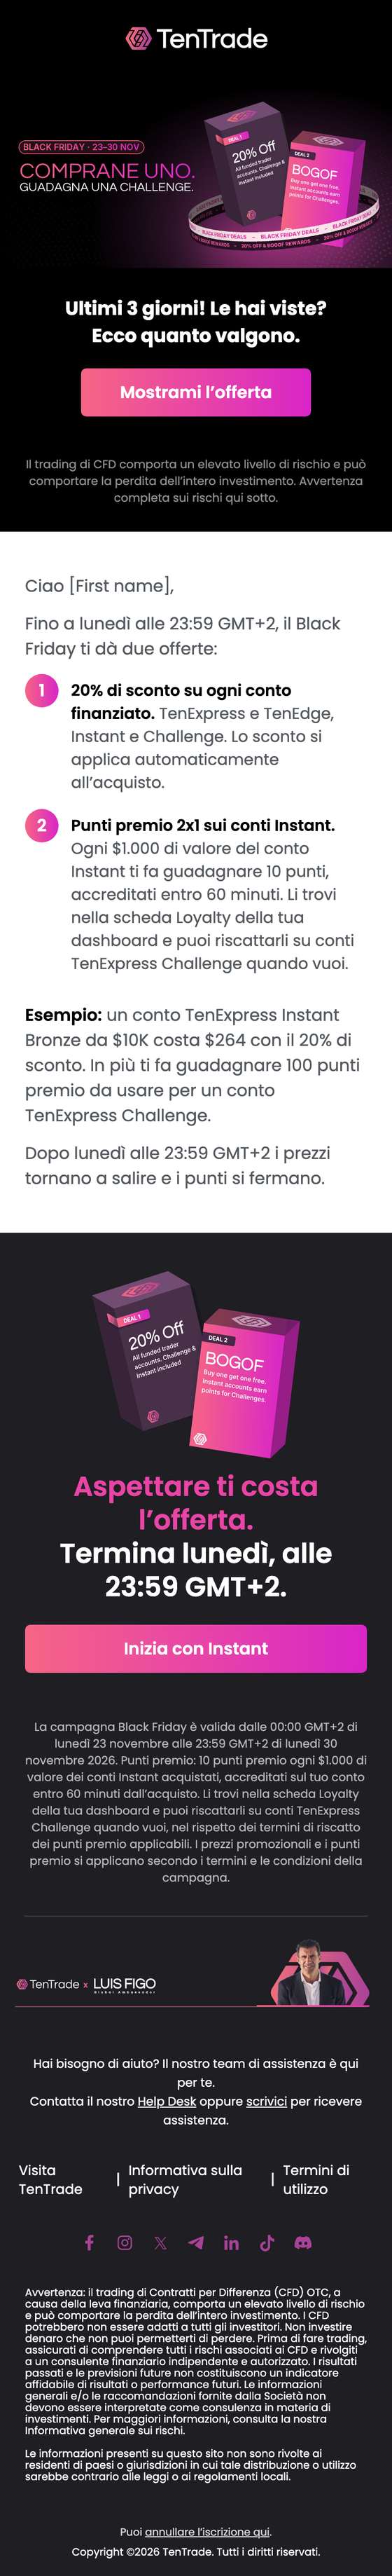 TenTrade
BLACK FRIDAY · 23-30 NOV
COMPRANE UNO.
GUADAGNA UNA CHALLENGE.
DEAL 1
20% Off
All funded trader
accounts. Challenge &
Instant included
DEAL 2
BOGOF
Buy one get one free.
Instant accounts earn
points for Challenges.
BLACK FRIDAY DEALS
20% OFF & BOGOF REWARDS
Ultimi 3 giorni! Le hai viste?
Ecco quanto valgono.
Mostrami l’offerta
Il trading di CFD comporta un elevato livello di rischio e può
comportare la perdita dell’intero investimento. Avvertenza
completa sui rischi qui sotto.
Ciao [First name],
Fino a lunedì alle 23:59 GMT+2, il Black
Friday ti dà due offerte:
1
20% di sconto su ogni conto
finanziato. TenExpress e TenEdge,
Instant e Challenge. Lo sconto si
applica automaticamente
all’acquisto.
2
Punti premio 2x1 sui conti Instant.
Ogni $1.000 di valore del conto
Instant ti fa guadagnare 10 punti,
accreditati entro 60 minuti. Li trovi
nella scheda Loyalty della tua
dashboard e puoi riscattarli su conti
TenExpress Challenge quando vuoi.
Esempio: un conto TenExpress Instant
Bronze da $10K costa $264 con il 20% di
sconto. In più ti fa guadagnare 100 punti
premio da usare per un conto
TenExpress Challenge.
Dopo lunedì alle 23:59 GMT+2 i prezzi
tornano a salire e i punti si fermano.
DEAL 1
20% Off
All funded trader
accounts. Challenge &
Instant included
DEAL 2
BOGOF
Buy one get one free.
Instant accounts earn
points for Challenges.
Aspettare ti costa
l’offerta.
Termina lunedì, alle
23:59 GMT+2.
Inizia con Instant
La campagna Black Friday è valida dalle 00:00 GMT+2 di
lunedì 23 novembre alle 23:59 GMT+2 di lunedì 30
novembre 2026. Punti premio: 10 punti premio ogni $1.000 di
valore dei conti Instant acquistati, accreditati sul tuo conto
entro 60 minuti dall’acquisto. Li trovi nella scheda Loyalty
della tua dashboard e puoi riscattarli su conti TenExpress
Challenge quando vuoi, nel rispetto dei termini di riscatto
dei punti premio applicabili. I prezzi promozionali e i punti
premio si applicano secondo i termini e le condizioni della
campagna.
TenTrade x LUIS FIGO
Global Ambassador
Hai bisogno di aiuto? Il nostro team di assistenza è qui
per te.
Contatta il nostro Help Desk oppure scrivici per ricevere
assistenza.
Visita TenTrade | Informativa sulla privacy | Termini di utilizzo
Avvertenza: il trading di Contratti per Differenza (CFD) OTC, a
causa della leva finanziaria, comporta un elevato livello di rischio
e può comportare la perdita dell’intero investimento. I CFD
potrebbero non essere adatti a tutti gli investitori. Non investire
denaro che non puoi permetterti di perdere. Prima di fare trading,
assicurati di comprendere tutti i rischi associati ai CFD e rivolgiti
a un consulente finanziario indipendente e autorizzato. I risultati
passati e le previsioni future non costituiscono un indicatore
affidabile di risultati o performance futuri. Le informazioni
generali e/o le raccomandazioni fornite dalla Società non
devono essere interpretate come consulenza in materia di
investimenti. Per maggiori informazioni, consulta la nostra
Informativa generale sui rischi.
Le informazioni presenti su questo sito non sono rivolte ai
residenti di paesi o giurisdizioni in cui tale distribuzione o utilizzo
sarebbe contrario alle leggi o ai regolamenti locali.
Puoi annullare l’iscrizione qui.
Copyright ©2026 TenTrade. Tutti i diritti riservati.